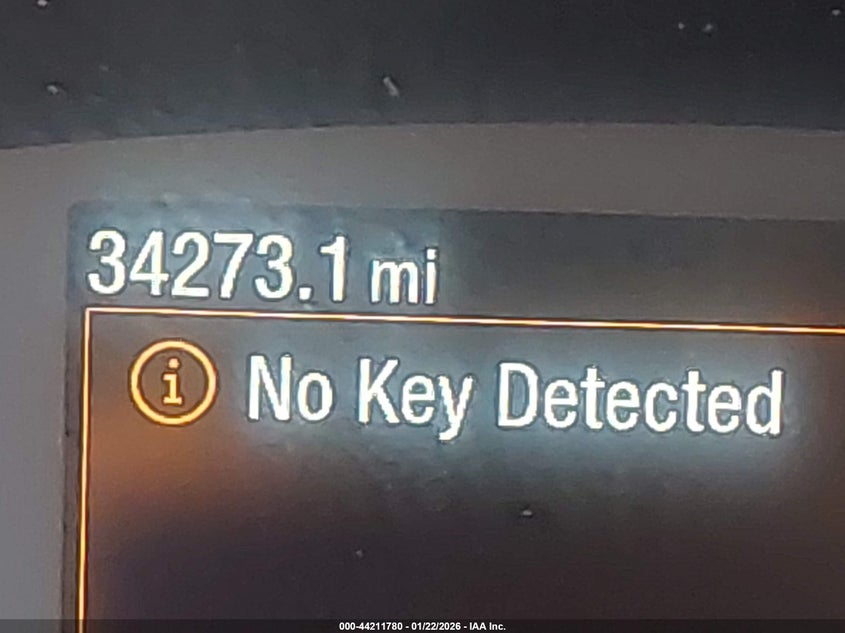 34273.1 mi
i No Key Detected
000-44211780 - 01/22/2026 - IAA Inc.